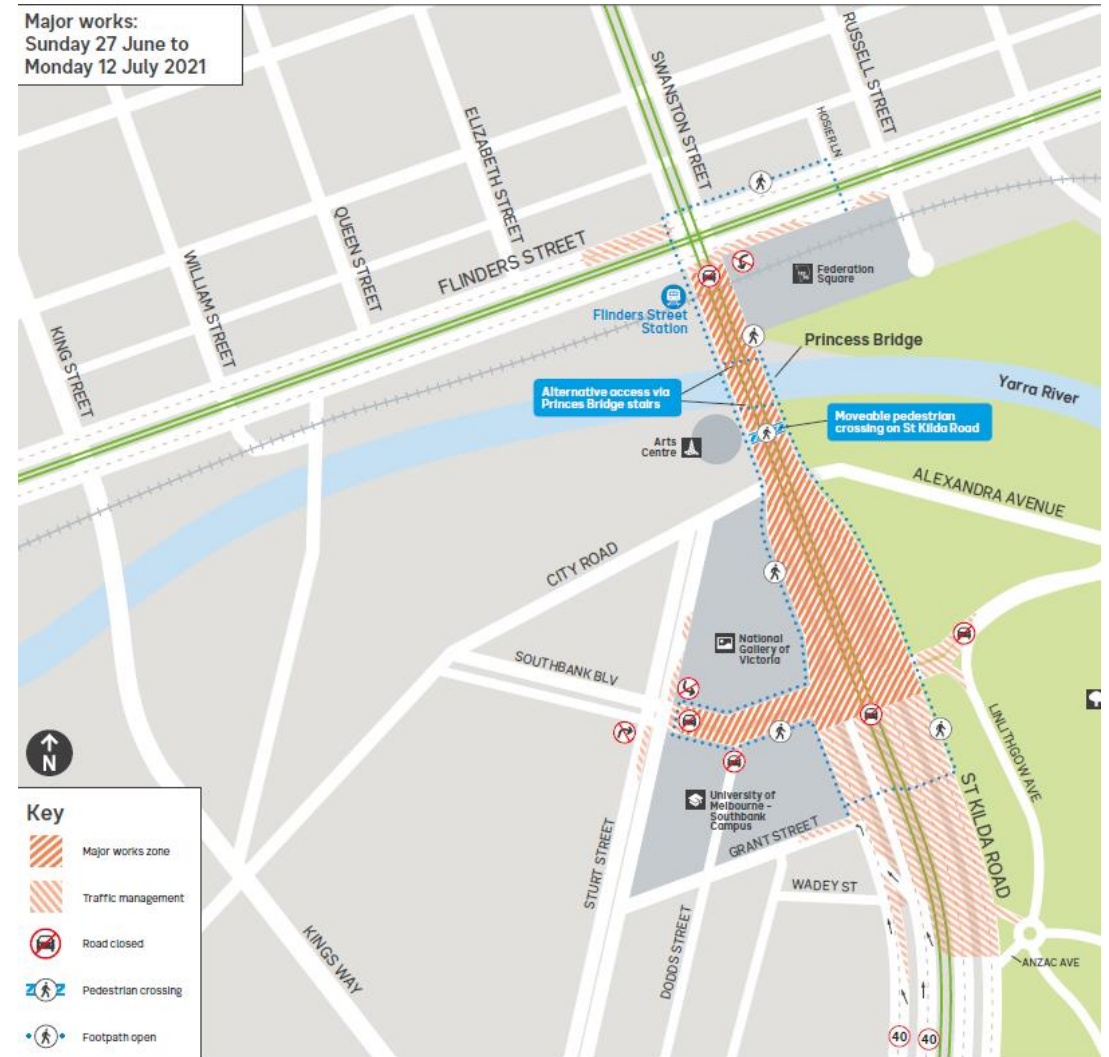 Major works:
Sunday 27 June to
Monday 12 July 2021
SWANSTON STREET
RUSSELL STREET
HOSIER LN
ELIZABETH STREET
QUEEN STREET
WILLIAM STREET
KING STREET
FLINDERS STREET
Federation
Square
Flinders Street
Station
Princess Bridge
Yarra River
Alternative access via
Princes Bridge stairs
Moveable pedestrian
crossing on St Kilda Road
Arts
Centre
ALEXANDRA AVENUE
CITY ROAD
National
Gallery of
Victoria
SOUTHBANK BLV
LINLITHGOW AVE
N
University of
Melbourne -
Southbank
Campus
ST KILDA ROAD
GRANT STREET
STURT STREET
WADEY ST
DODDS STREET
KINGS WAY
ANZAC AVE
40
40
Key
Major works zone
Traffic management
Road closed
Pedestrian crossing
Footpath open